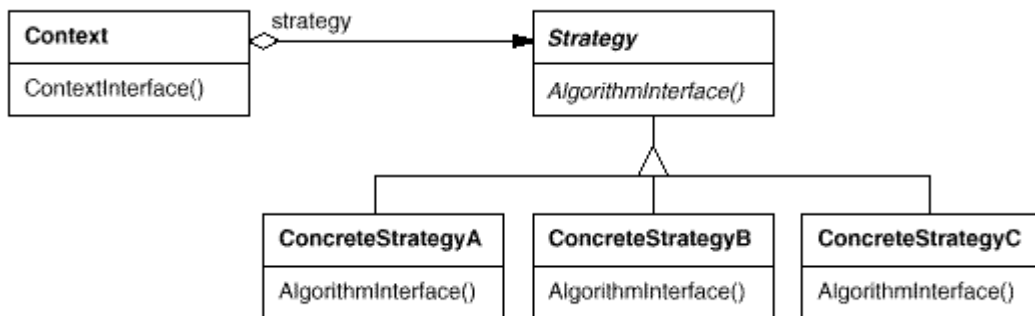 Context
strategy
Strategy
ContextInterface()
AlgorithmInterface()
ConcreteStrategyA
ConcreteStrategyB
ConcreteStrategyC
AlgorithmInterface()
AlgorithmInterface()
AlgorithmInterface()